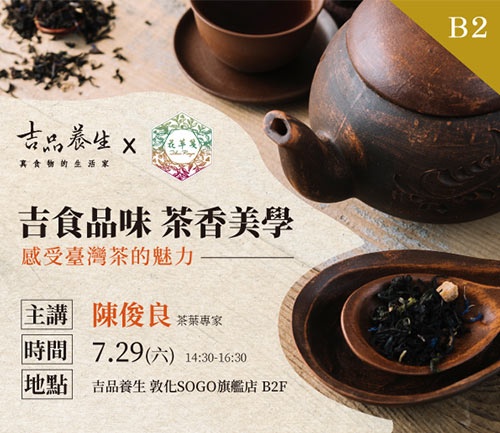 B2
吉品養生 x 花草箋
真食物的生活家
吉食品味 茶香美學
感受臺灣茶的魅力
主講 陳俊良 茶葉專家
時間 7.29(六) 14:30-16:30
地點 吉品養生 敦化SOGO旗艦店 B2F